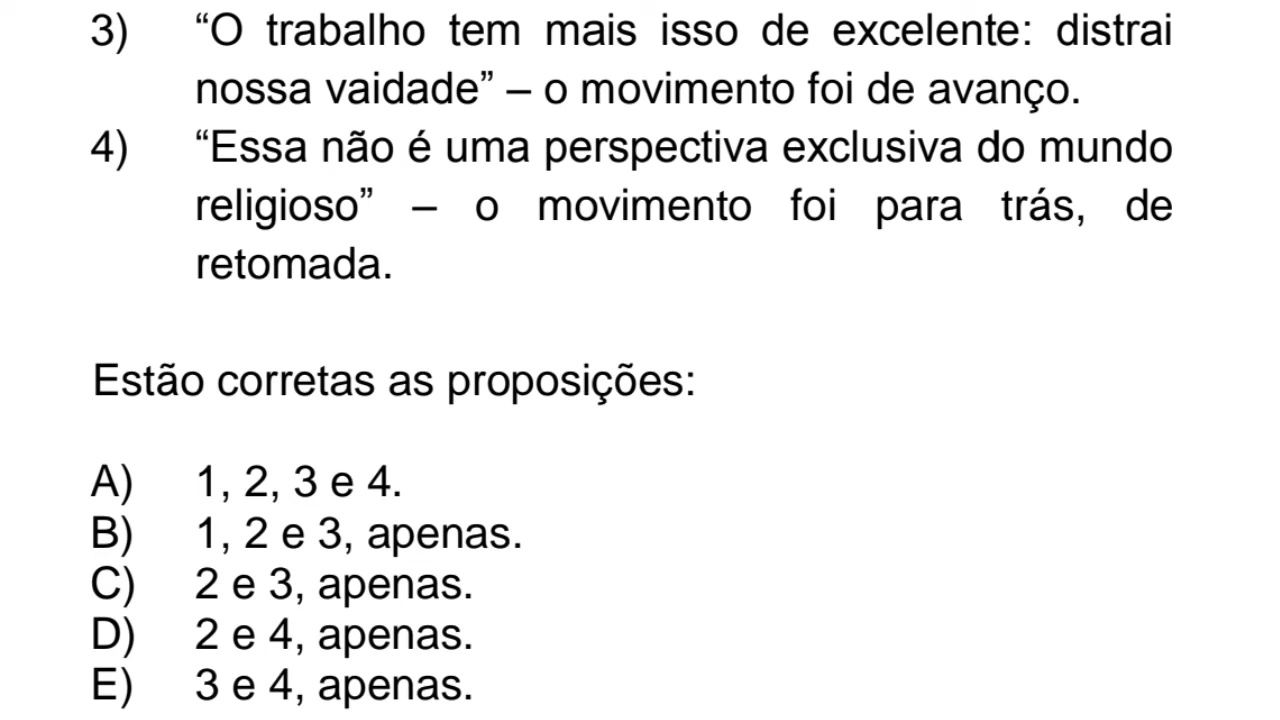 3) “O trabalho tem mais isso de excelente: distrai
nossa vaidade” – o movimento foi de avanço.
4) “Essa não é uma perspectiva exclusiva do mundo
religioso” – o movimento foi para trás, de
retomada.
Estão corretas as proposições:
A) 1, 2, 3 e 4.
B) 1, 2 e 3, apenas.
C) 2 e 3, apenas.
D) 2 e 4, apenas.
E) 3 e 4, apenas.